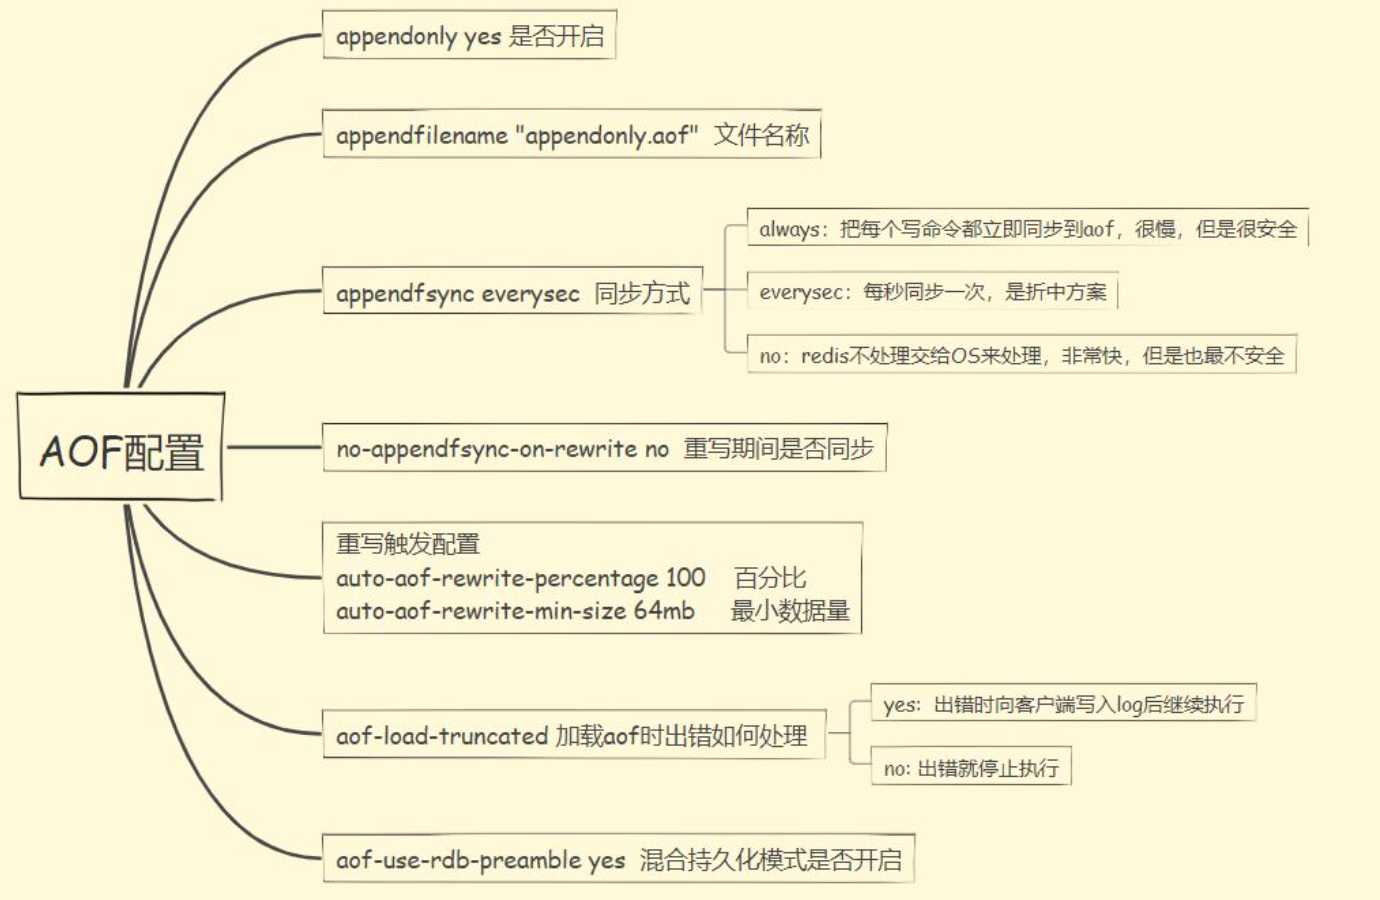 appendonly yes 是否开启
appendfilename "appendonly.aof" 文件名称
appendfsync everysec 同步方式
always：把每个写命令都立即同步到aof，很慢，但是很安全
everysec：每秒同步一次，是折中方案
no：redis不处理交给OS来处理，非常快，但是也最不安全
AOF配置
no-appendfsync-on-rewrite no 重写期间是否同步
重写触发配置
auto-aof-rewrite-percentage 100 百分比
auto-aof-rewrite-min-size 64mb 最小数据量
aof-load-truncated 加载aof时出错如何处理
yes: 出错时向客户端写入log后继续执行
no: 出错就停止执行
aof-use-rdb-preamble yes 混合持久化模式是否开启